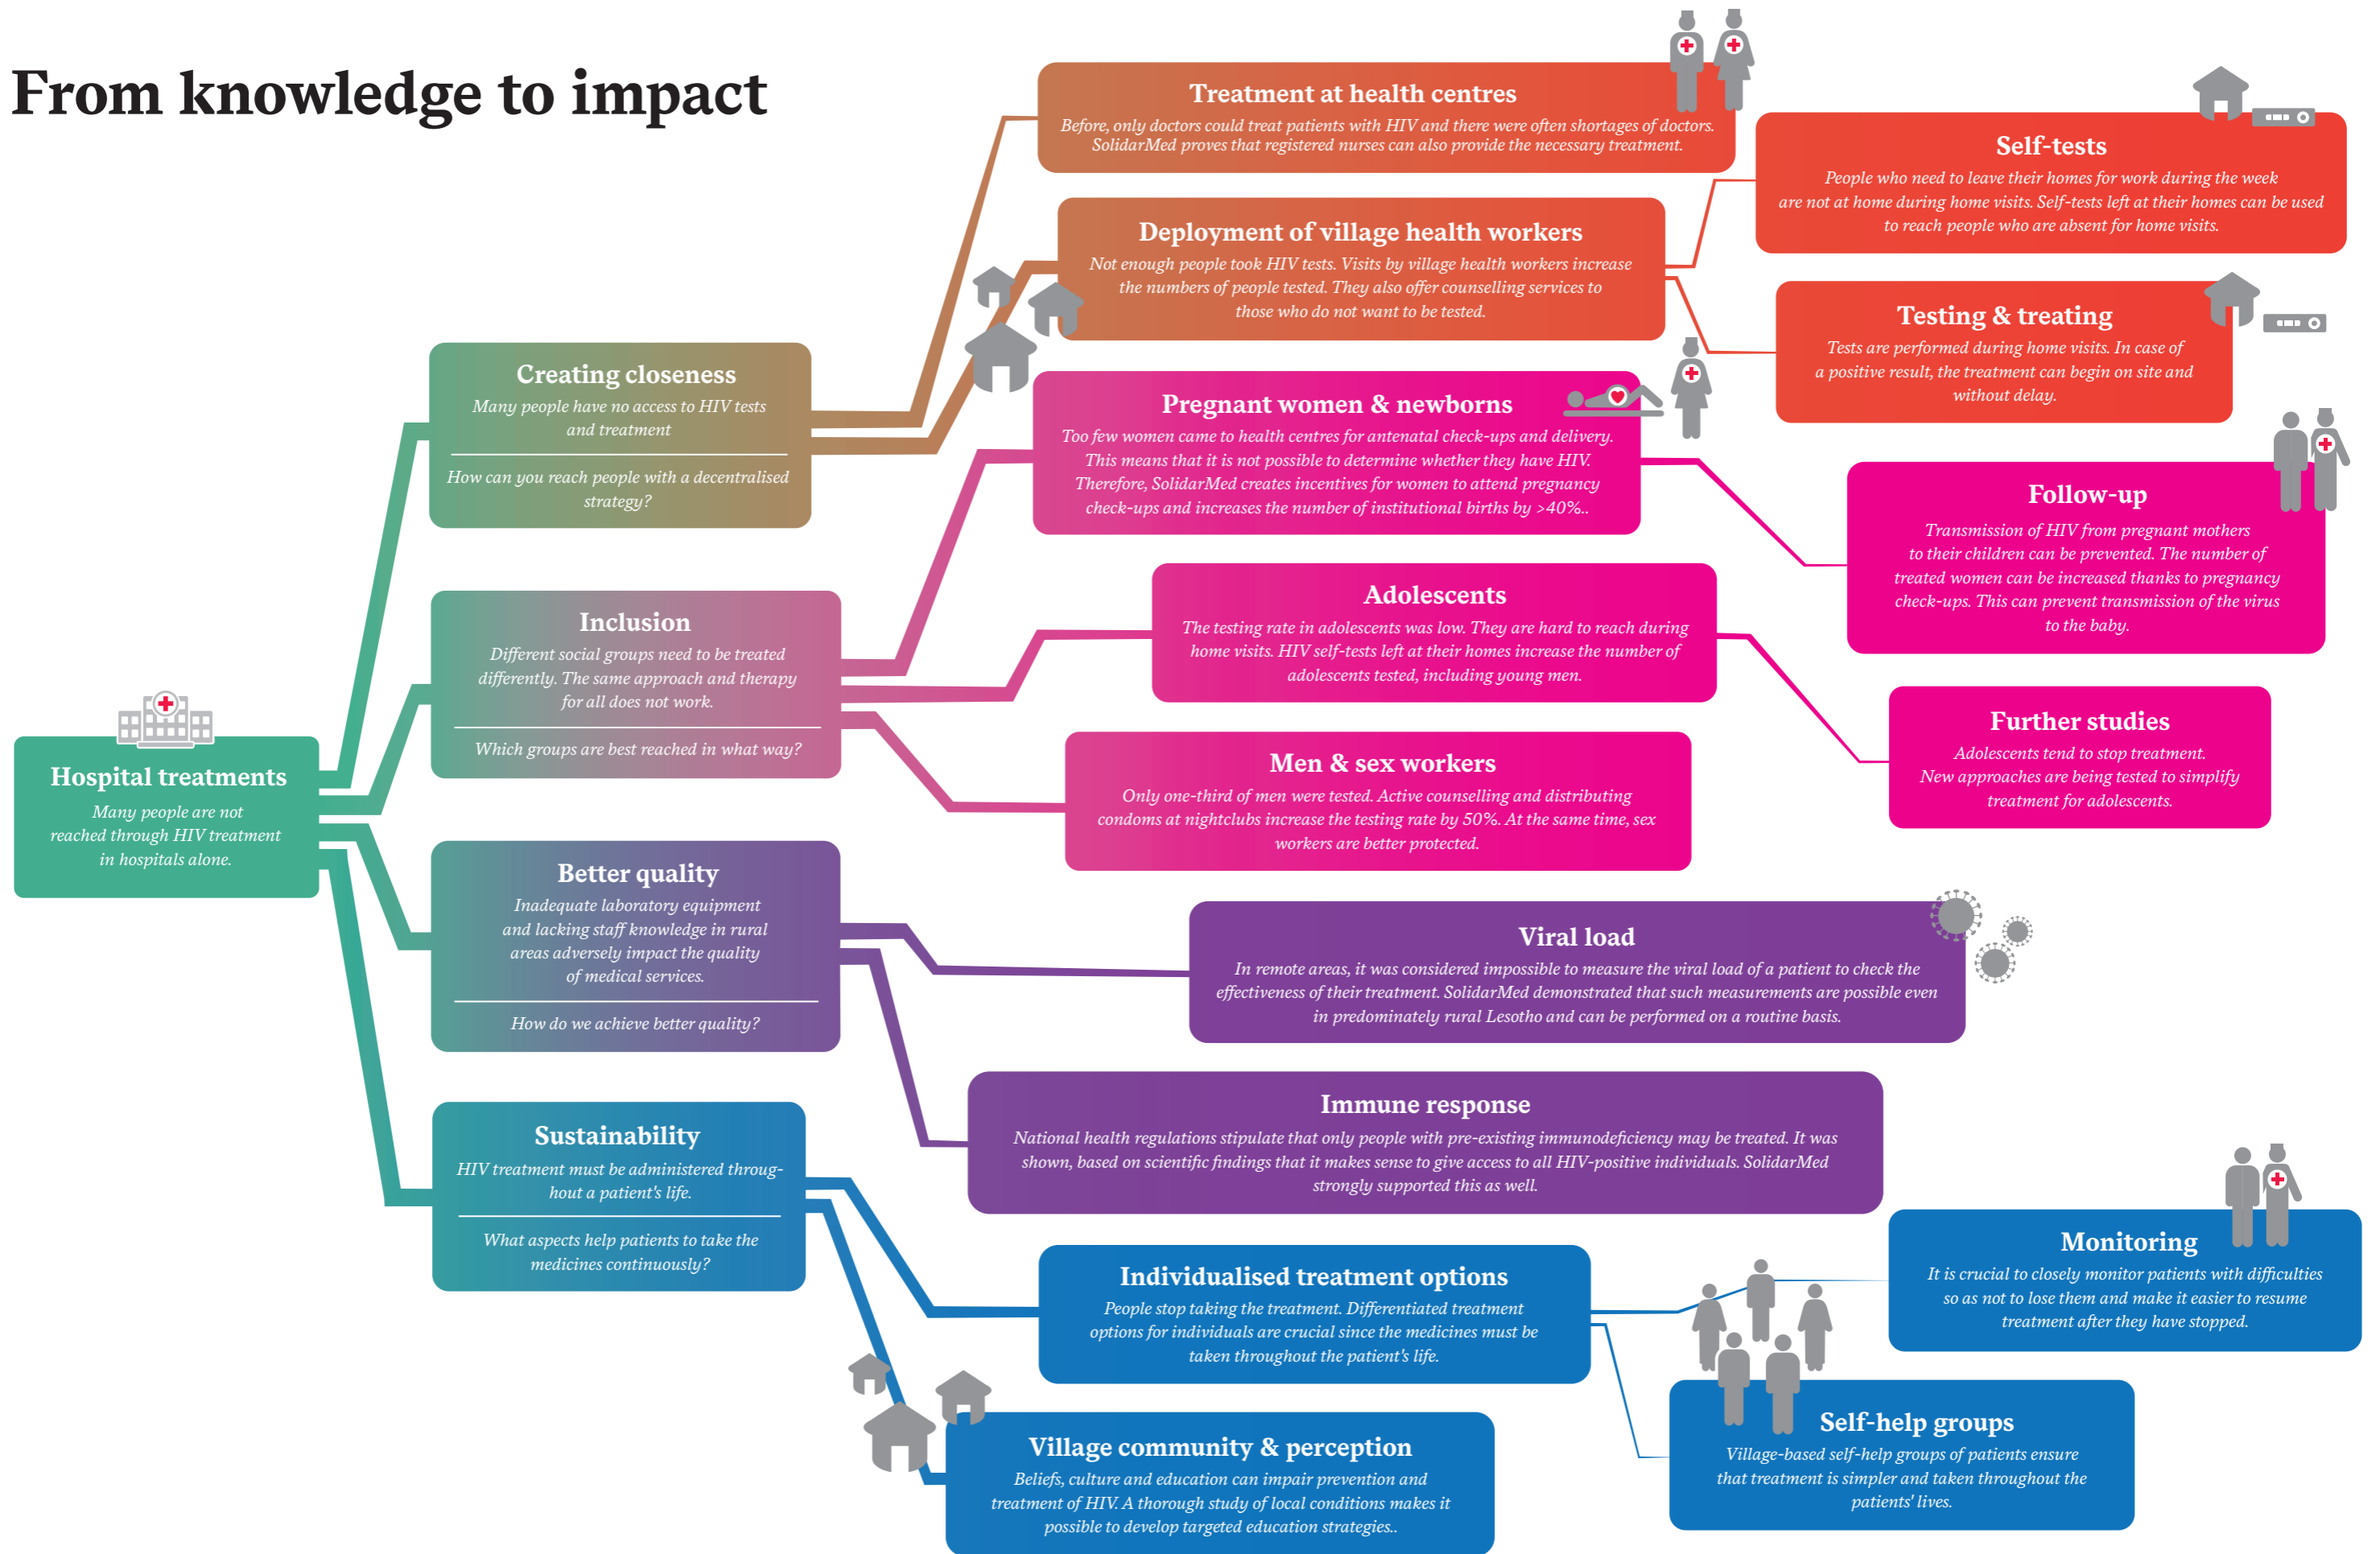 From knowledge to impact
Hospital treatments
Many people are not
reached through HIV treatment
in hospitals alone.
Creating closeness
Many people have no access to HIV tests
and treatment
How can you reach people with a decentralised
strategy?
Treatment at health centres
Before, only doctors could treat patients with HIV and there were often shortages of doctors.
SolidarMed proves that registered nurses can also provide the necessary treatment.
Deployment of village health workers
Not enough people took HIV tests. Visits by village health workers increase
the numbers of people tested. They also offer counselling services to
those who do not want to be tested.
Self-tests
People who need to leave their homes for work during the week
are not at home during home visits. Self-tests left at their homes can be used
to reach people who are absent for home visits.
Testing & treating
Tests are performed during home visits. In case of
a positive result, the treatment can begin on site and
without delay.
Inclusion
Different social groups need to be treated
differently. The same approach and therapy
for all does not work.
Which groups are best reached in what way?
Pregnant women & newborns
Too few women came to health centres for antenatal check-ups and delivery.
This means that it is not possible to determine whether they have HIV.
Therefore, SolidarMed creates incentives for women to attend pregnancy
check-ups and increases the number of institutional births by >40%..
Follow-up
Transmission of HIV from pregnant mothers
to their children can be prevented. The number of
treated women can be increased thanks to pregnancy
check-ups. This can prevent transmission of the virus
to the baby.
Adolescents
The testing rate in adolescents was low. They are hard to reach during
home visits. HIV self-tests left at their homes increase the number of
adolescents tested, including young men.
Further studies
Adolescents tend to stop treatment.
New approaches are being tested to simplify
treatment for adolescents.
Men & sex workers
Only one-third of men were tested. Active counselling and distributing
condoms at nightclubs increase the testing rate by 50%. At the same time, sex
workers are better protected.
Better quality
Inadequate laboratory equipment
and lacking staff knowledge in rural
areas adversely impact the quality
of medical services.
How do we achieve better quality?
Viral load
In remote areas, it was considered impossible to measure the viral load of a patient to check the
effectiveness of their treatment. SolidarMed demonstrated that such measurements are possible even
in predominately rural Lesotho and can be performed on a routine basis.
Immune response
National health regulations stipulate that only people with pre-existing immunodeficiency may be treated. It was
shown, based on scientific findings that it makes sense to give access to all HIV-positive individuals. SolidarMed
strongly supported this as well.
Sustainability
HIV treatment must be administered throug-
hout a patient's life.
What aspects help patients to take the
medicines continuously?
Individualised treatment options
People stop taking the treatment. Differentiated treatment
options for individuals are crucial since the medicines must be
taken throughout the patient's life.
Monitoring
It is crucial to closely monitor patients with difficulties
so as not to lose them and make it easier to resume
treatment after they have stopped.
Self-help groups
Village-based self-help groups of patients ensure
that treatment is simpler and taken throughout the
patients' lives.
Village community & perception
Beliefs, culture and education can impair prevention and
treatment of HIV. A thorough study of local conditions makes it
possible to develop targeted education strategies..